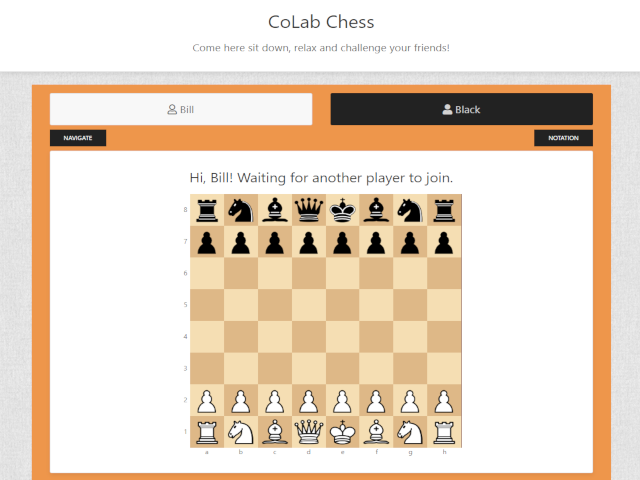 CoLab Chess
Come here sit down, relax and challenge your friends!
Bill
Black
NAVIGATE
NOTATION
Hi, Bill! Waiting for another player to join.
8
7
6
5
4
3
2
1
a b c d e f g h